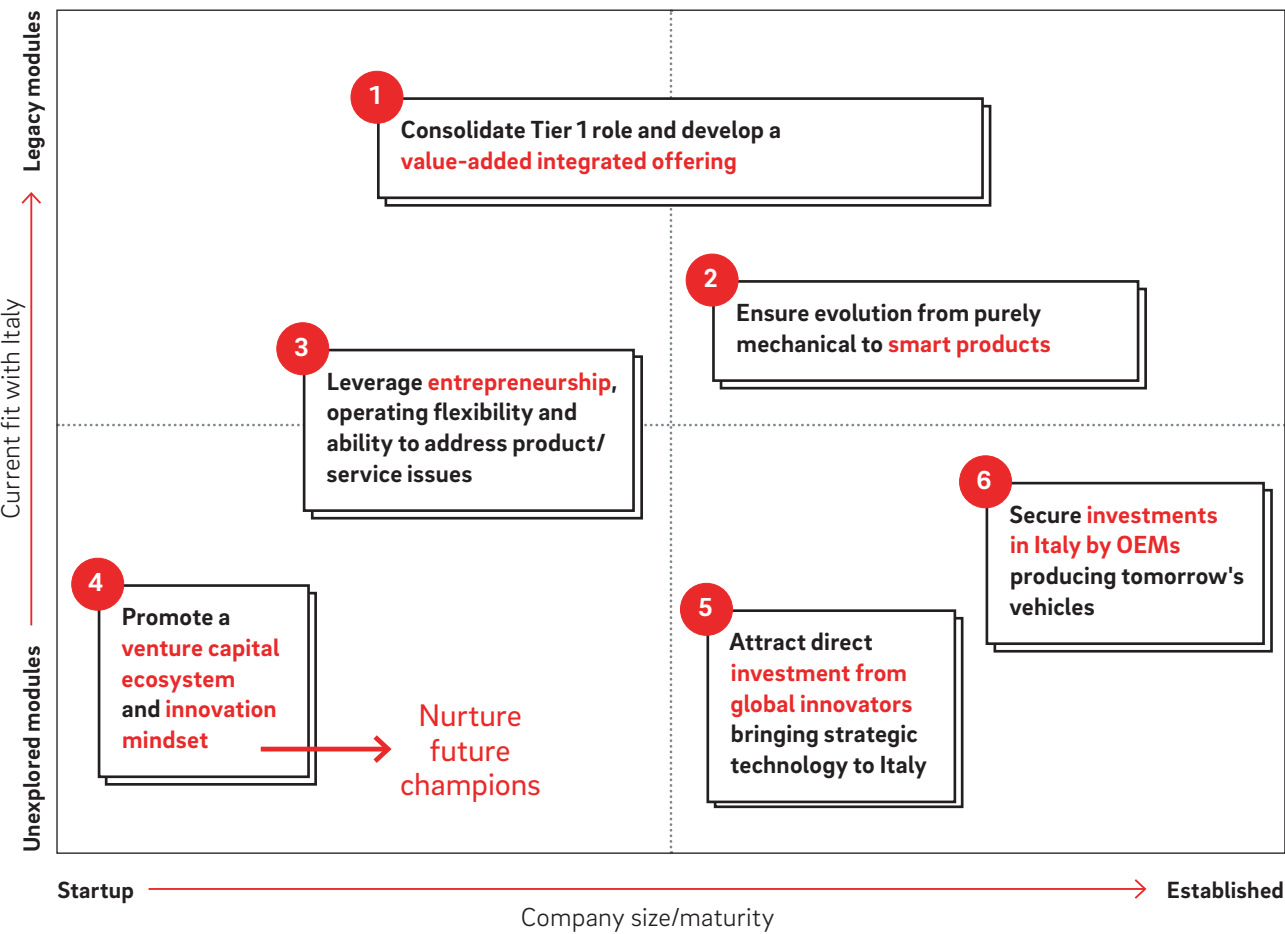 Legacy modules
Current fit with Italy
Unexplored modules
1
Consolidate Tier 1 role and develop a
value-added integrated offering
2
Ensure evolution from purely
mechanical to smart products
3
Leverage entrepreneurship,
operating flexibility and
ability to address product/
service issues
4
Promote a
venture capital
ecosystem
and innovation
mindset
Nurture
future
champions
5
Attract direct
investment from
global innovators
bringing strategic
technology to Italy
6
Secure investments
in Italy by OEMs
producing tomorrow's
vehicles
Startup
Established
Company size/maturity